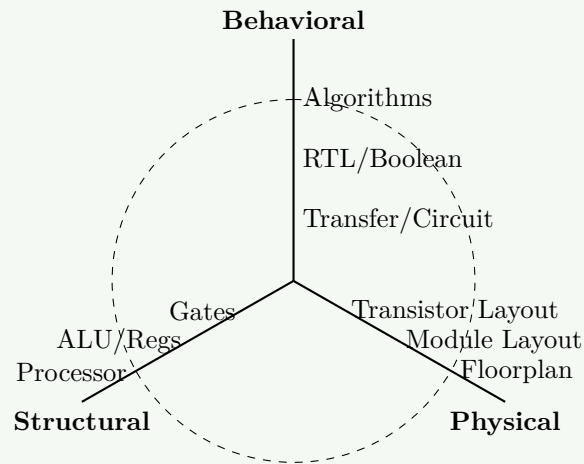 Behavioral
Algorithms
RTL/Boolean
Transfer/Circuit
Gates
Transistor Layout
ALU/Regs
Module Layout
Processor
Floorplan
Structural
Physical